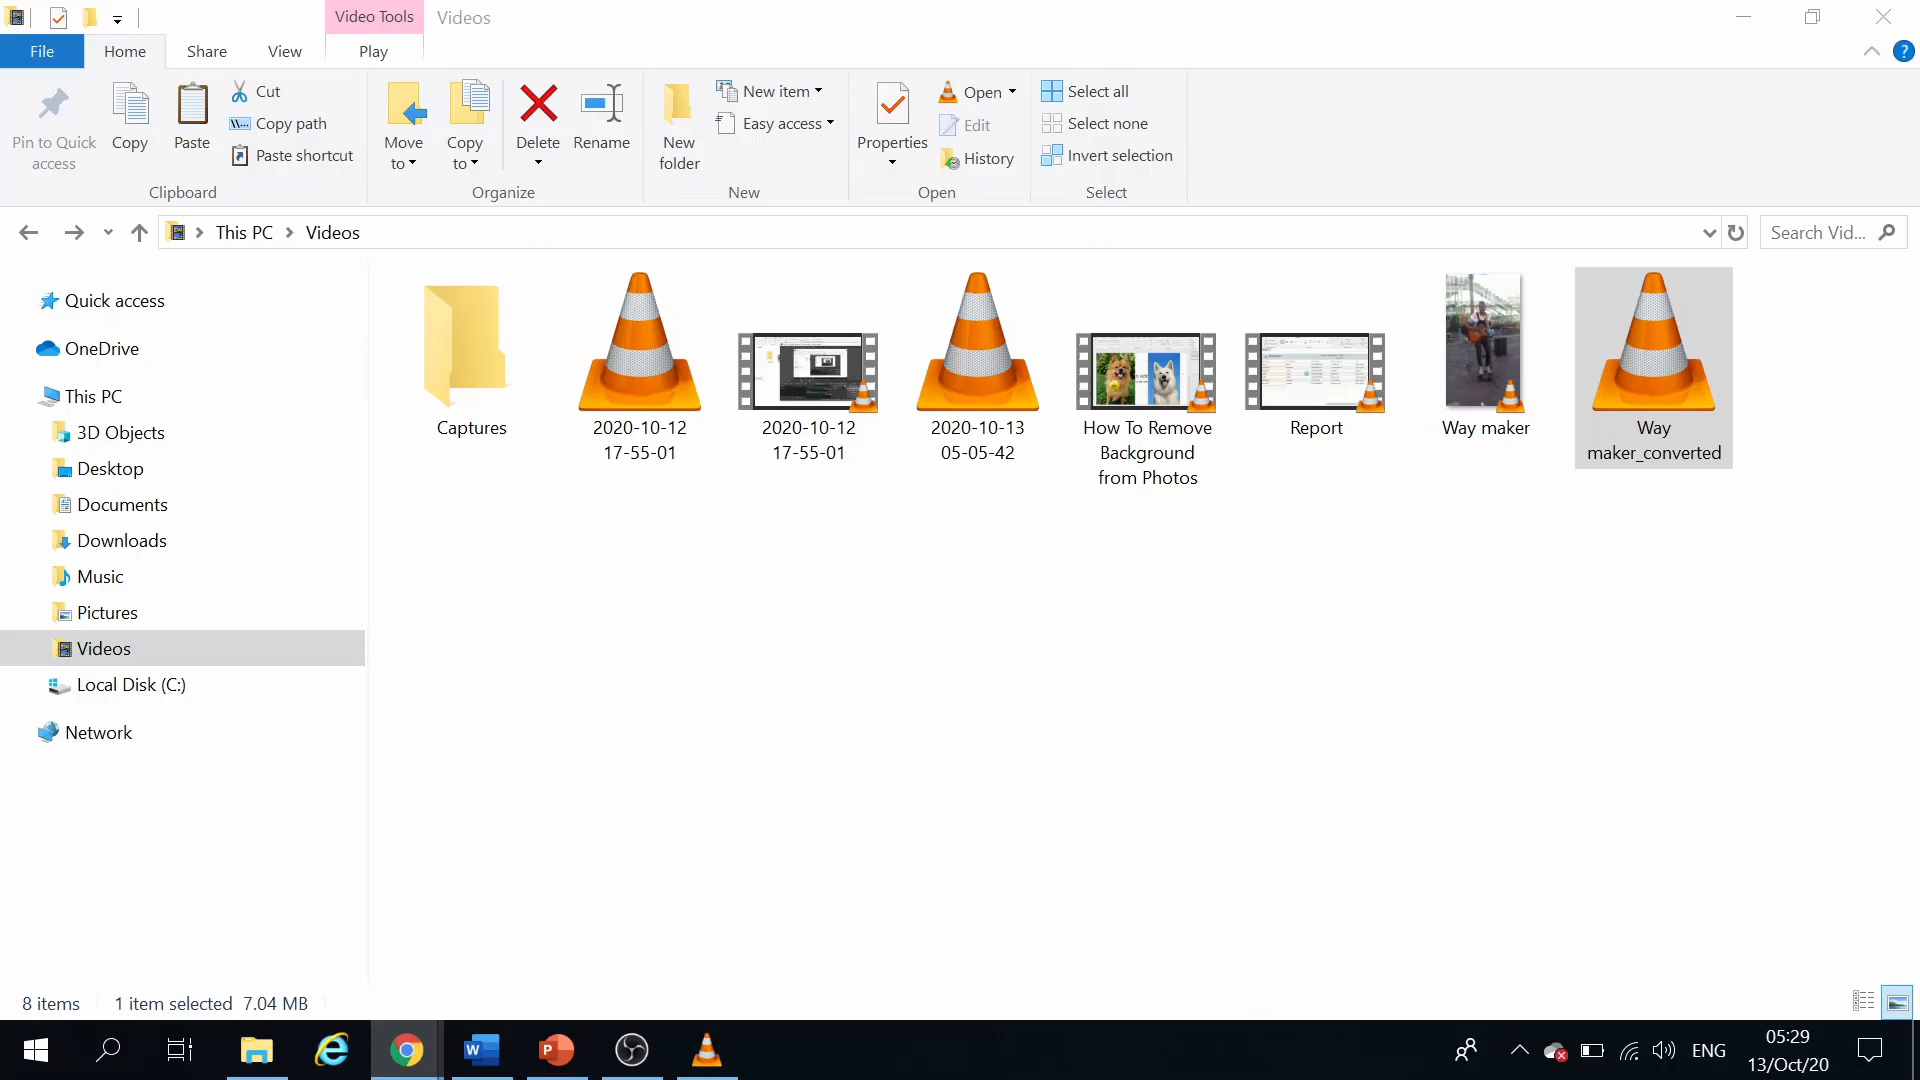 Video Tools
Videos
File
Home
Share
View
Play
Pin to Quick
access
Copy
Paste
Cut
Copy path
Paste shortcut
Clipboard
Move
to
Copy
to
Delete
Rename
Organize
New
folder
New item
Easy access
New
Properties
Open
Edit
History
Open
Select all
Select none
Invert selection
Select
This PC
Videos
Search Vid...
Quick access
OneDrive
This PC
3D Objects
Desktop
Documents
Downloads
Music
Pictures
Videos
Local Disk (C:)
Network
Captures
2020-10-12
17-55-01
2020-10-12
17-55-01
2020-10-13
05-05-42
How To Remove
Background
from Photos
Report
Way maker
Way
maker_converted
8 items
1 item selected 7.04 MB
ENG
05:29
13/Oct/20